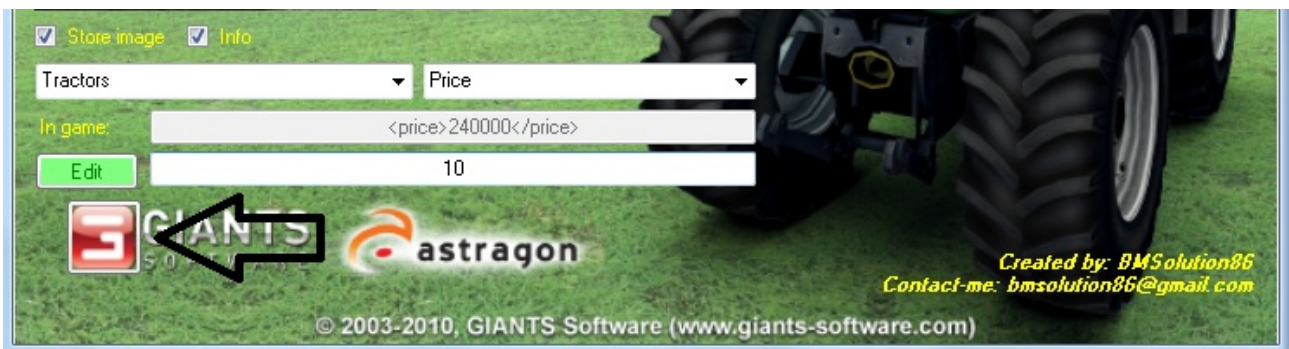 Store image Info
Tractors Price
In game: <price>240000</price>
Edit 10
GIANTS
SOFTWARE
astragon
Created by: BMSolution86
Contact-me: bmsolution86@gmail.com
© 2003-2010, GIANTS Software (www.giants-software.com)